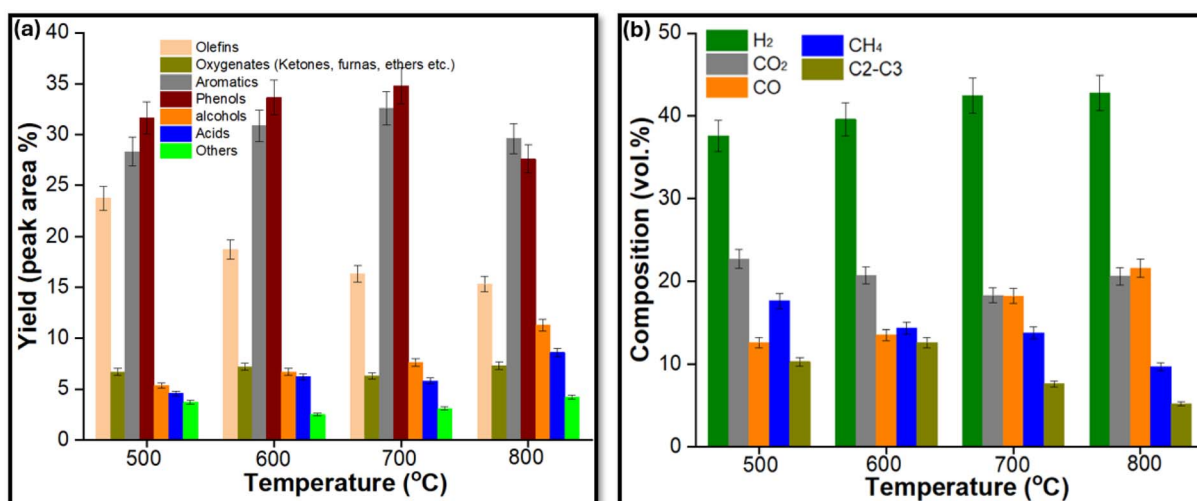 (a)
40
35
30
25
20
15
10
5
0
Yield (peak area %)
Olefins
Oxygenates (Ketones, furnas, ethers etc.)
Aromatics
Phenols
alcohols
Acids
Others
500 600 700 800
Temperature (°C)
(b)
50
40
30
20
10
0
Composition (vol.%)
H₂ CH₄
CO₂ C2-C3
CO
500 600 700 800
Temperature (°C)